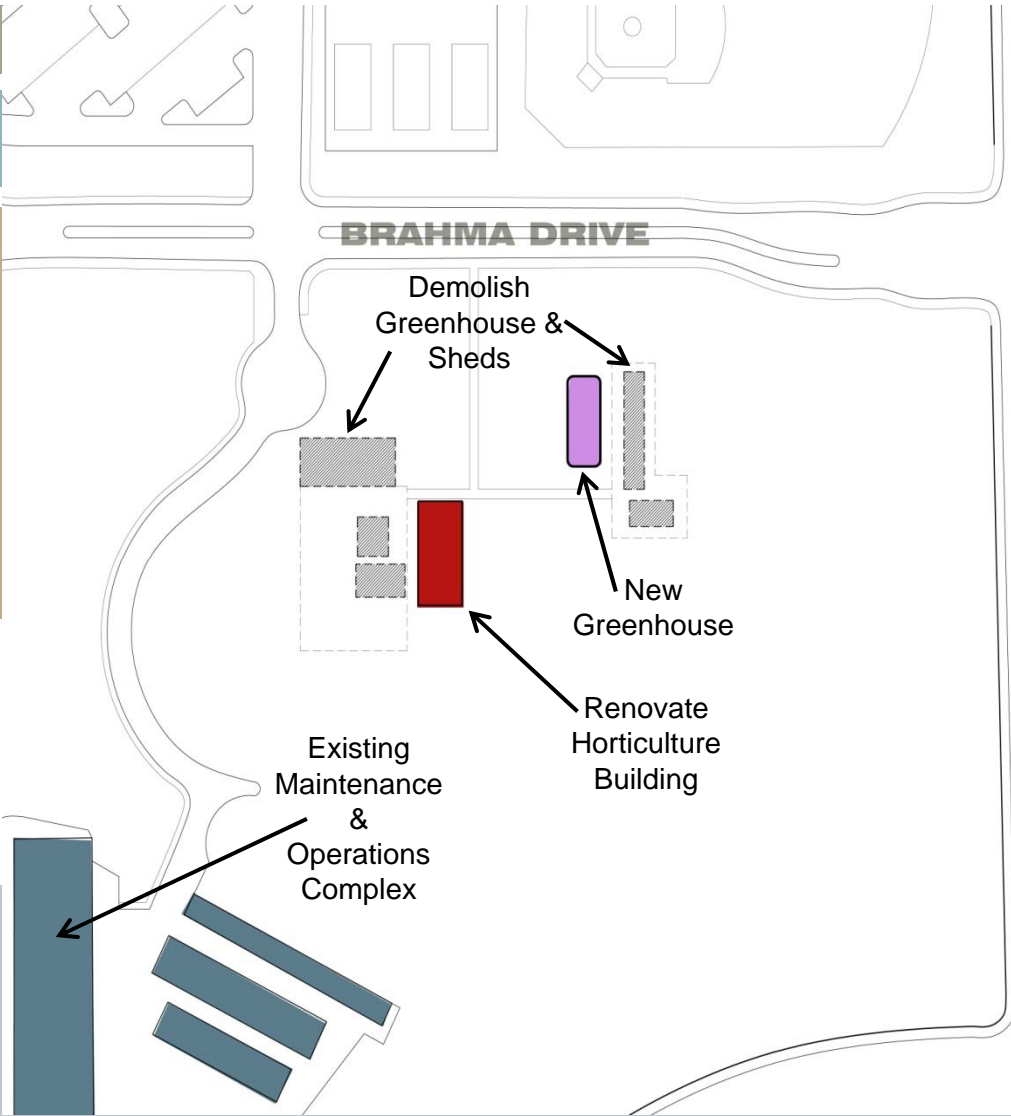 BRAHMA DRIVE
Demolish
Greenhouse &
Sheds
New
Greenhouse
Renovate
Horticulture
Building
Existing
Maintenance
&
Operations
Complex